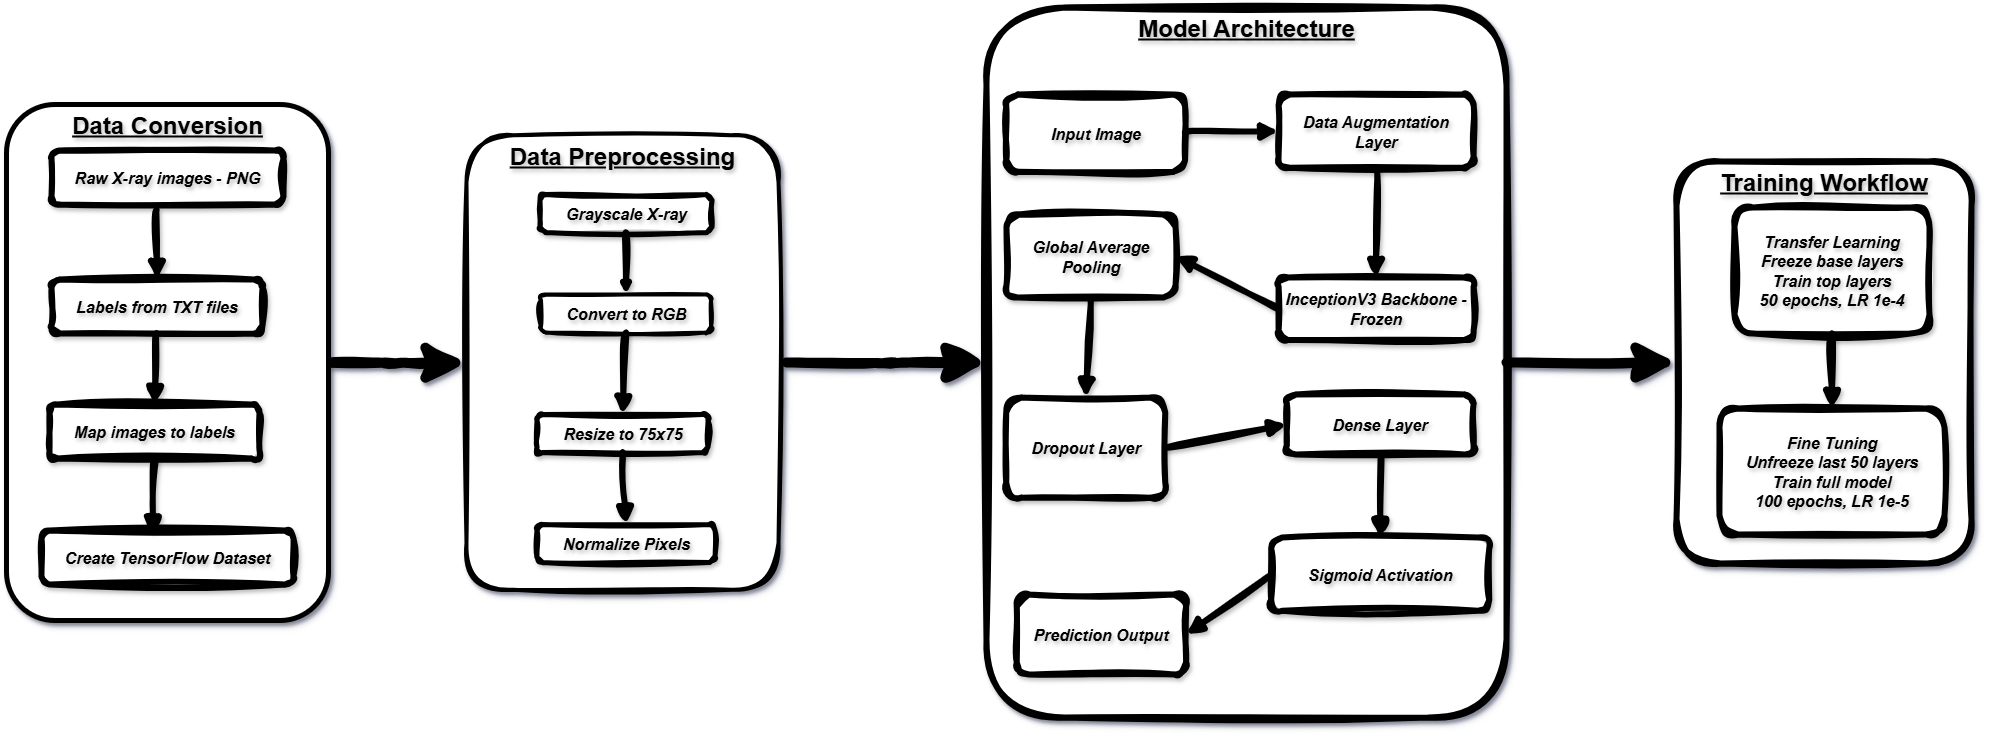 Data Conversion
Raw X-ray images - PNG
Labels from TXT files
Map images to labels
Create TensorFlow Dataset
Data Preprocessing
Grayscale X-ray
Convert to RGB
Resize to 75x75
Normalize Pixels
Model Architecture
Input Image
Data Augmentation
Layer
InceptionV3 Backbone -
Frozen
Global Average
Pooling
Dropout Layer
Dense Layer
Sigmoid Activation
Prediction Output
Training Workflow
Transfer Learning
Freeze base layers
Train top layers
50 epochs, LR 1e-4
Fine Tuning
Unfreeze last 50 layers
Train full model
100 epochs, LR 1e-5